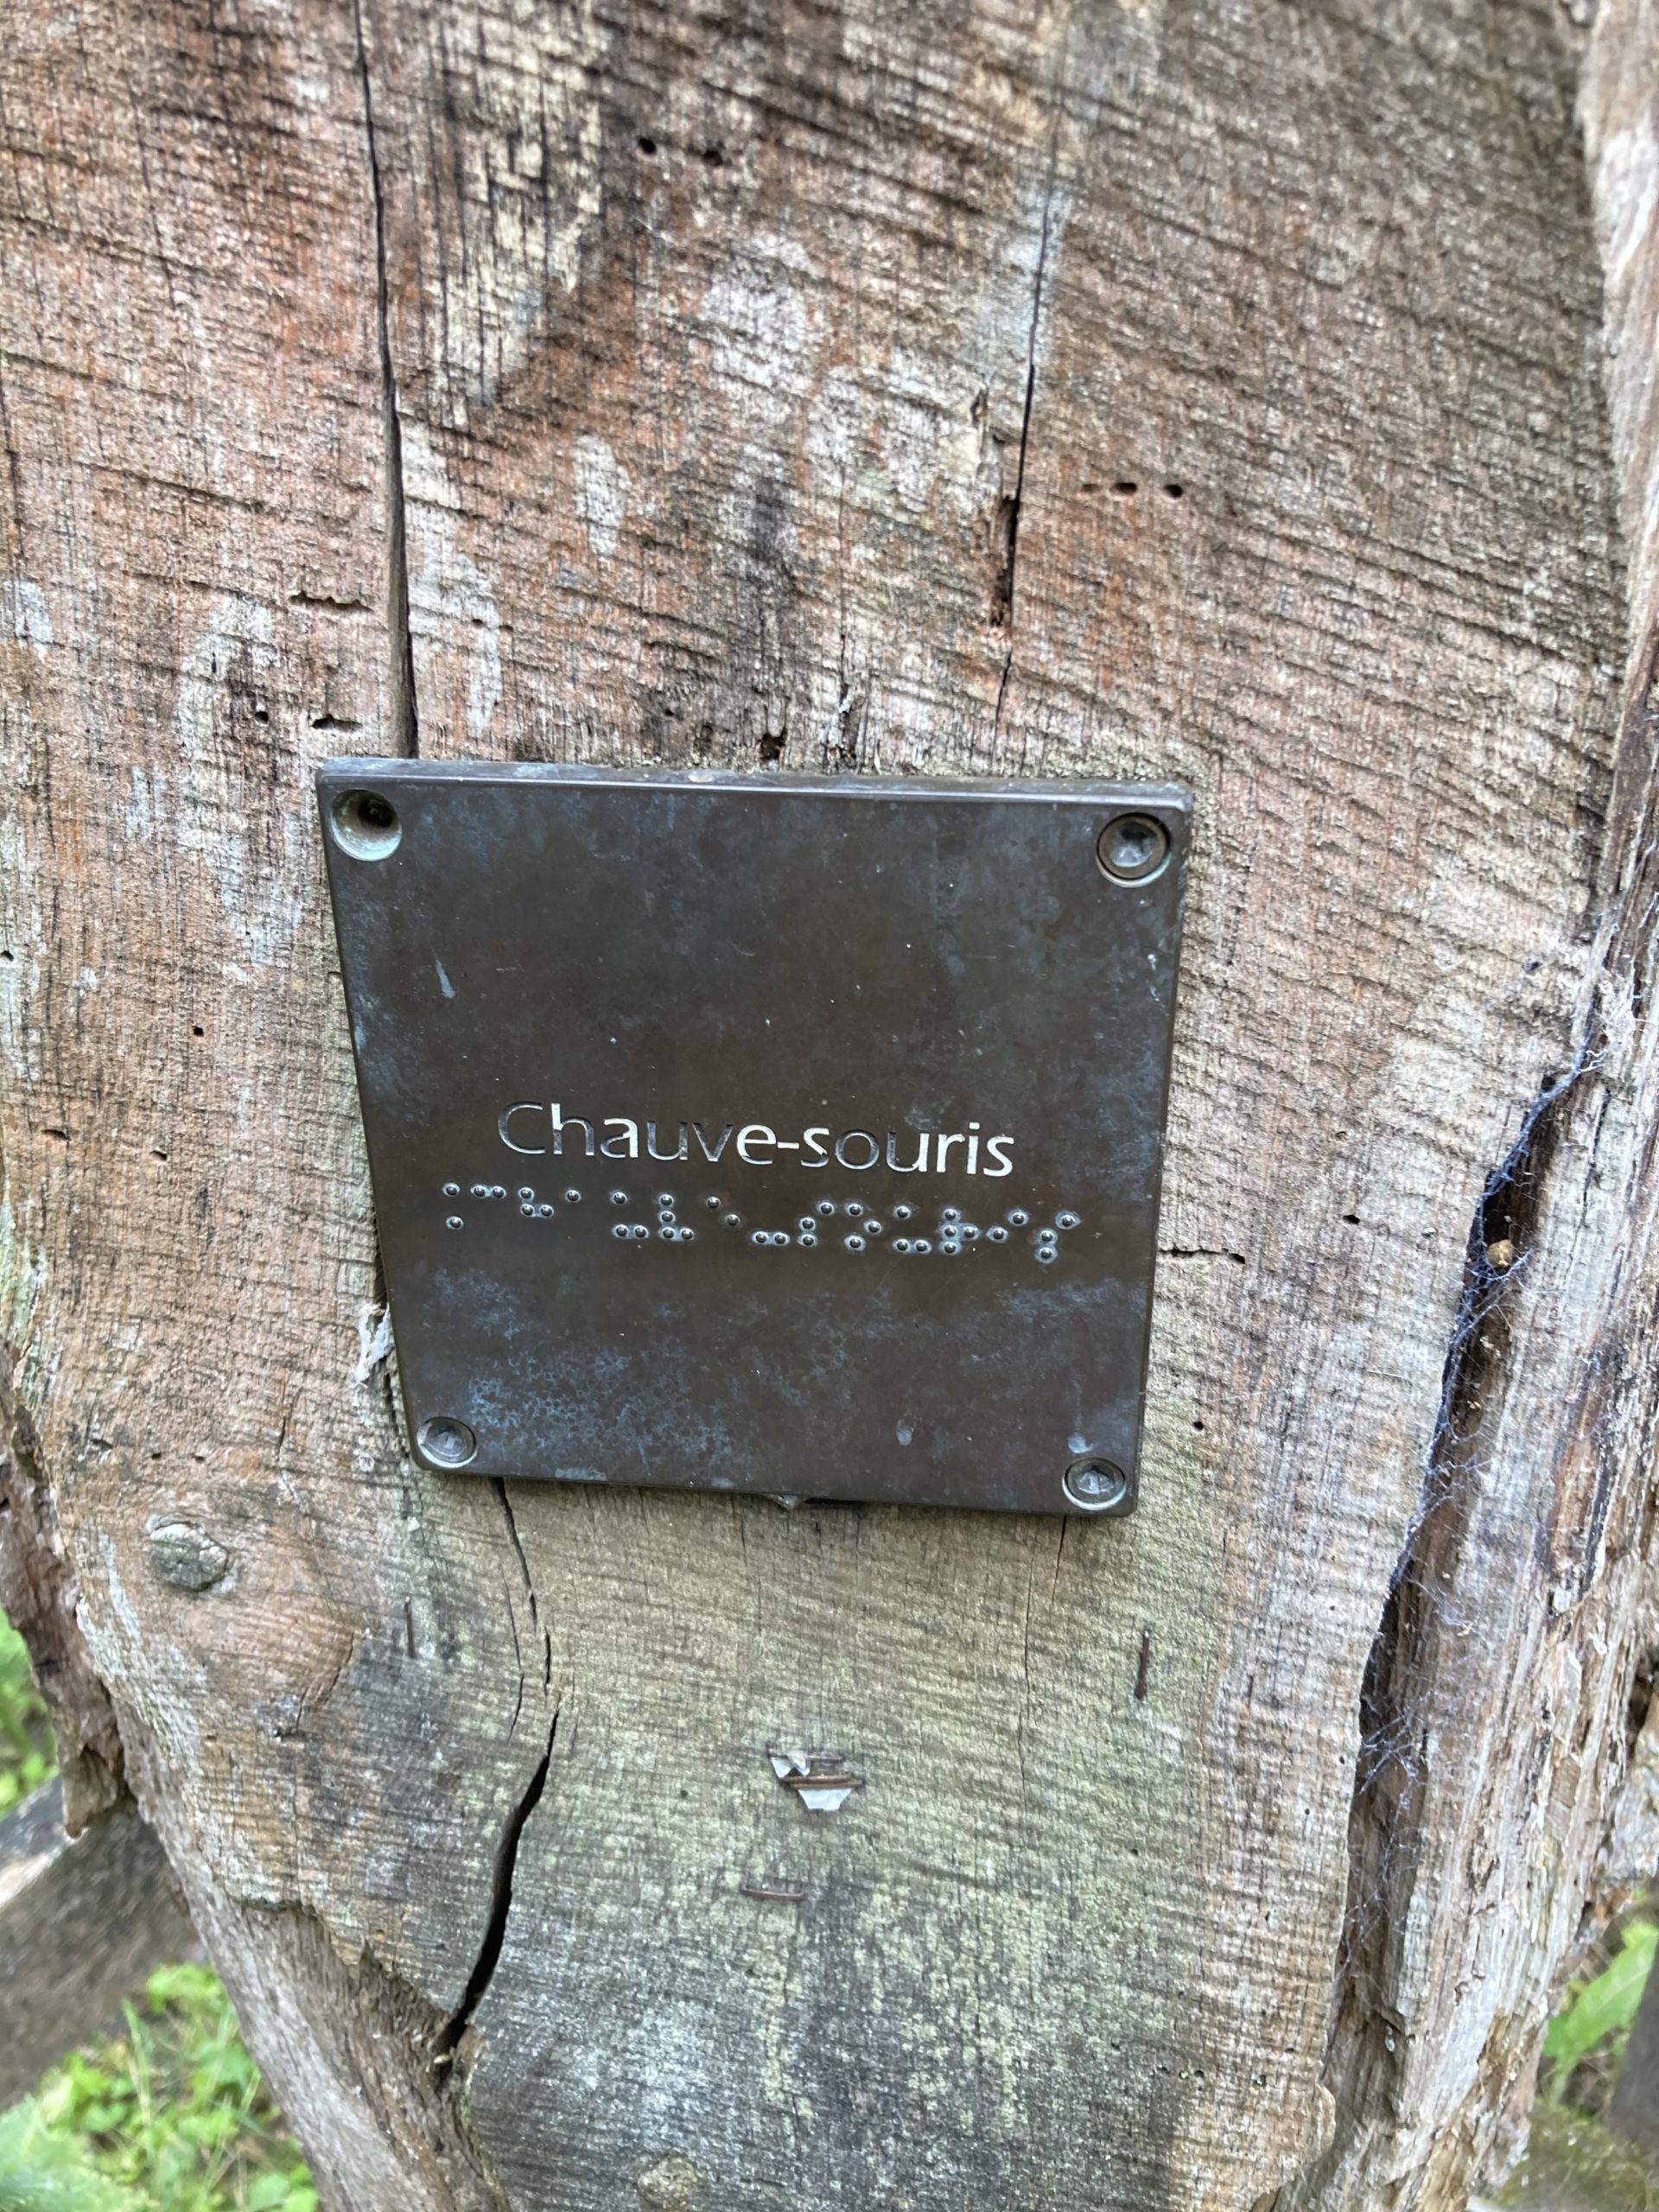 Chauve-souris
⠨⠉⠓⠁⠥⠧⠑⠤⠎⠕⠥⠗⠊⠎